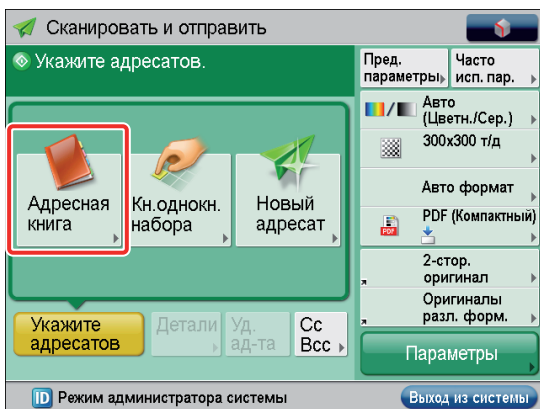 Сканировать и отправить
Укажите адресатов.
Пред.
параметры
Часто
исп. пар.
Авто
(Цветн./Сер.)
300x300 т/д
Авто формат
PDF (Компактный)
PDF
2-стор.
оригинал
Оригиналы
разл. форм.
Параметры
Адресная
книга
Кн.однокн.
набора
Новый
адресат
Укажите
адресатов
Детали
Уд.
ад-та
Cc
Bcc
ID Режим администратора системы
Выход из системы